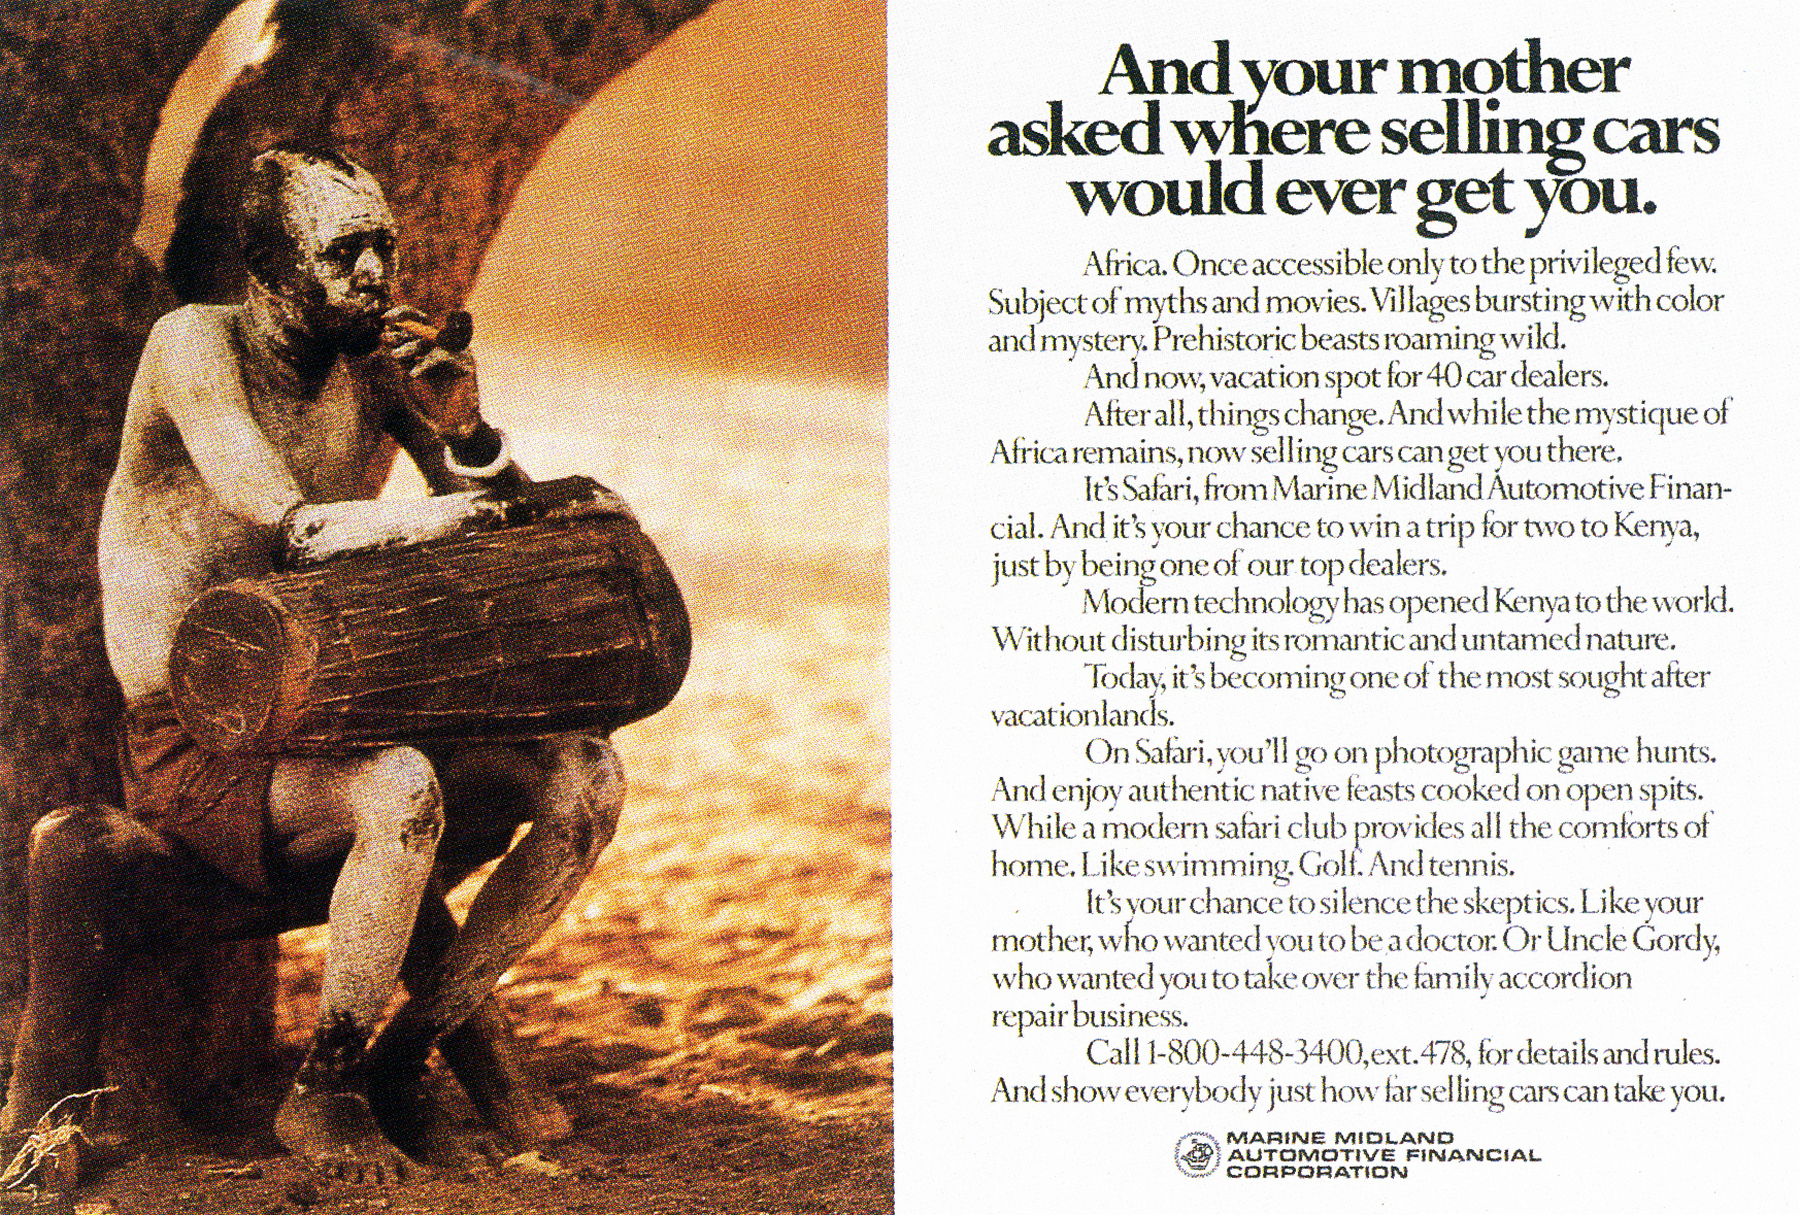 And your mother
asked where selling cars
would ever get you.
Africa. Once accessible only to the privileged few.
Subject of myths and movies. Villages bursting with color
and mystery. Prehistoric beasts roaming wild.
And now, vacation spot for 40 car dealers.
After all, things change. And while the mystique of
Africa remains, now selling cars can get you there.
It's Safari, from Marine Midland Automotive Finan-
cial. And it's your chance to win a trip for two to Kenya,
just by being one of our top dealers.
Modern technology has opened Kenya to the world.
Without disturbing its romantic and untamed nature.
Today, it's becoming one of the most sought after
vacationlands.
On Safari, you'll go on photographic game hunts.
And enjoy authentic native feasts cooked on open spits.
While a modern safari club provides all the comforts of
home. Like swimming. Golf. And tennis.
It's your chance to silence the skeptics. Like your
mother, who wanted you to be a doctor. Or Uncle Gordy,
who wanted you to take over the family accordion
repair business.
Call 1-800-448-3400, ext. 478, for details and rules.
And show everybody just how far selling cars can take you.
MARINE MIDLAND
AUTOMOTIVE FINANCIAL
CORPORATION